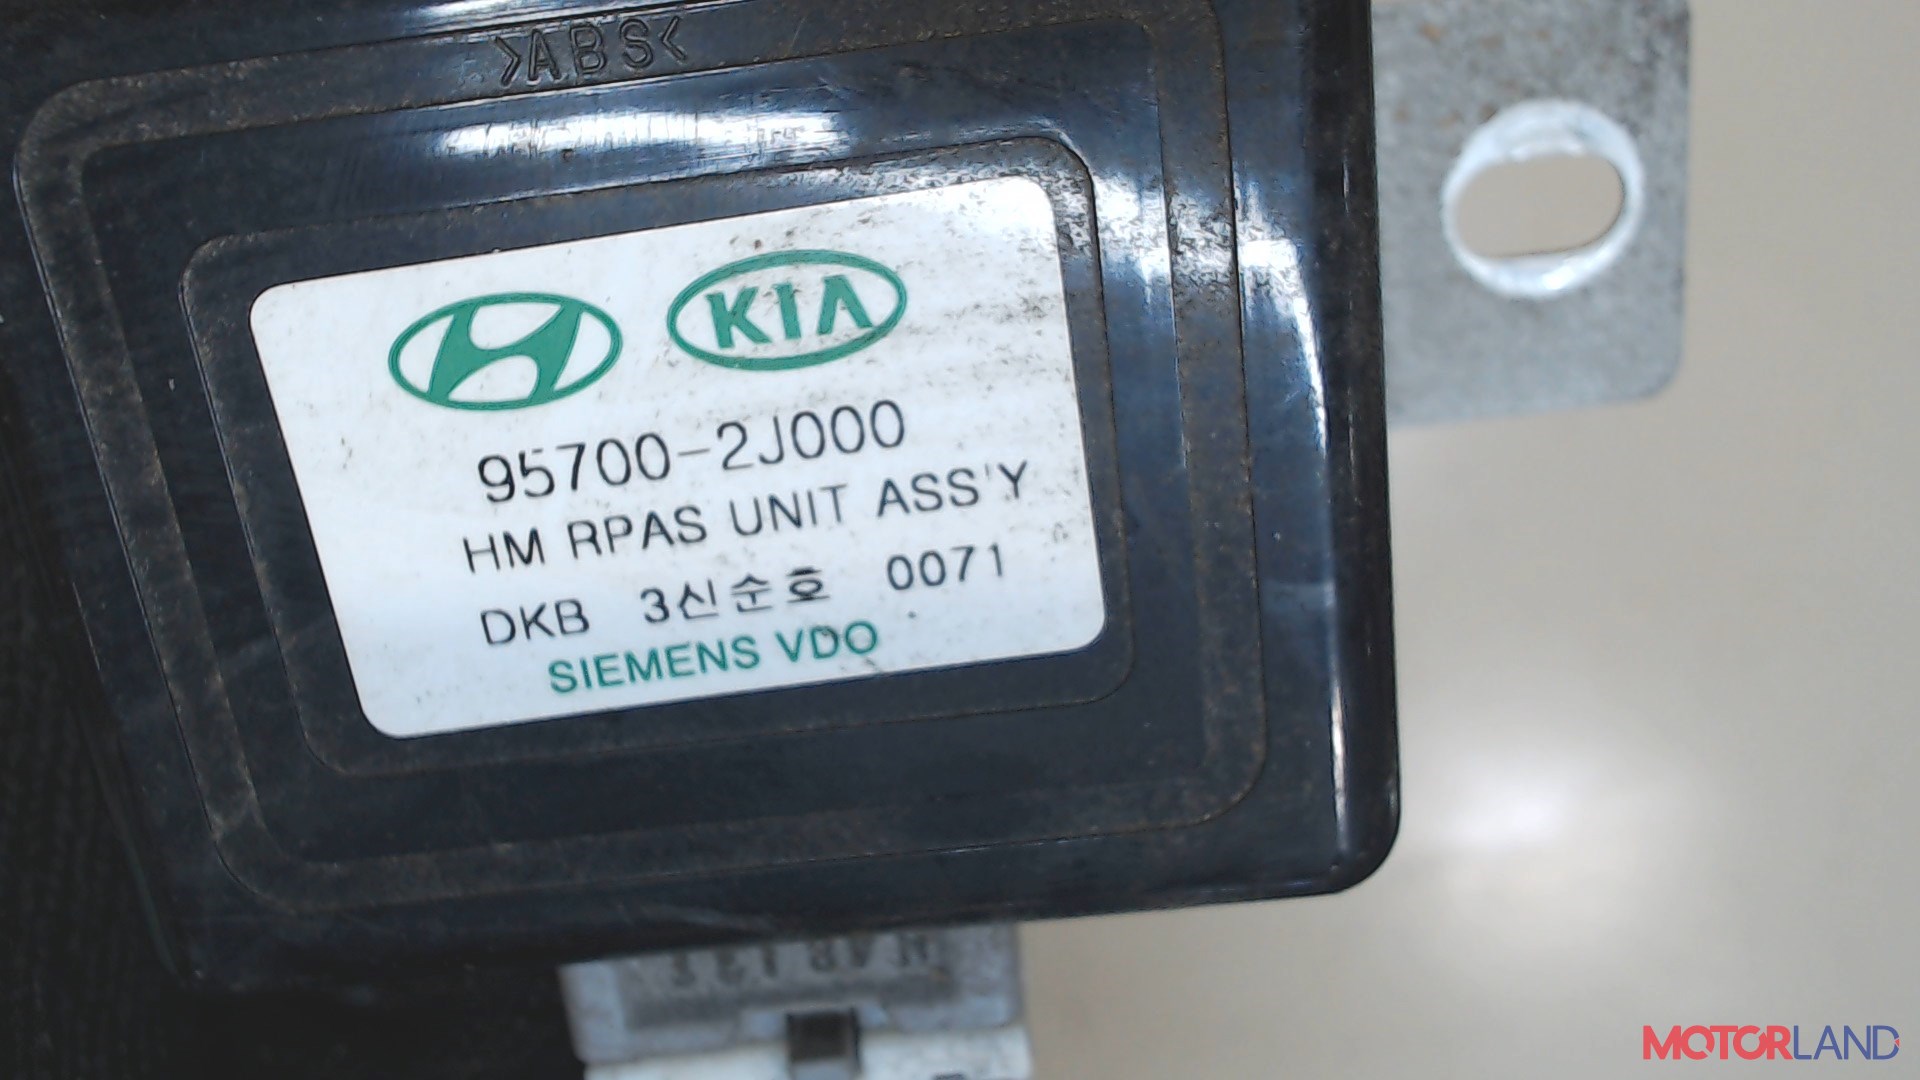 >ABS<
KIA
95700-2J000
HM RPAS UNIT ASS'Y
DKB 3신순호 0071
SIEMENS VDO
MOTORLAND